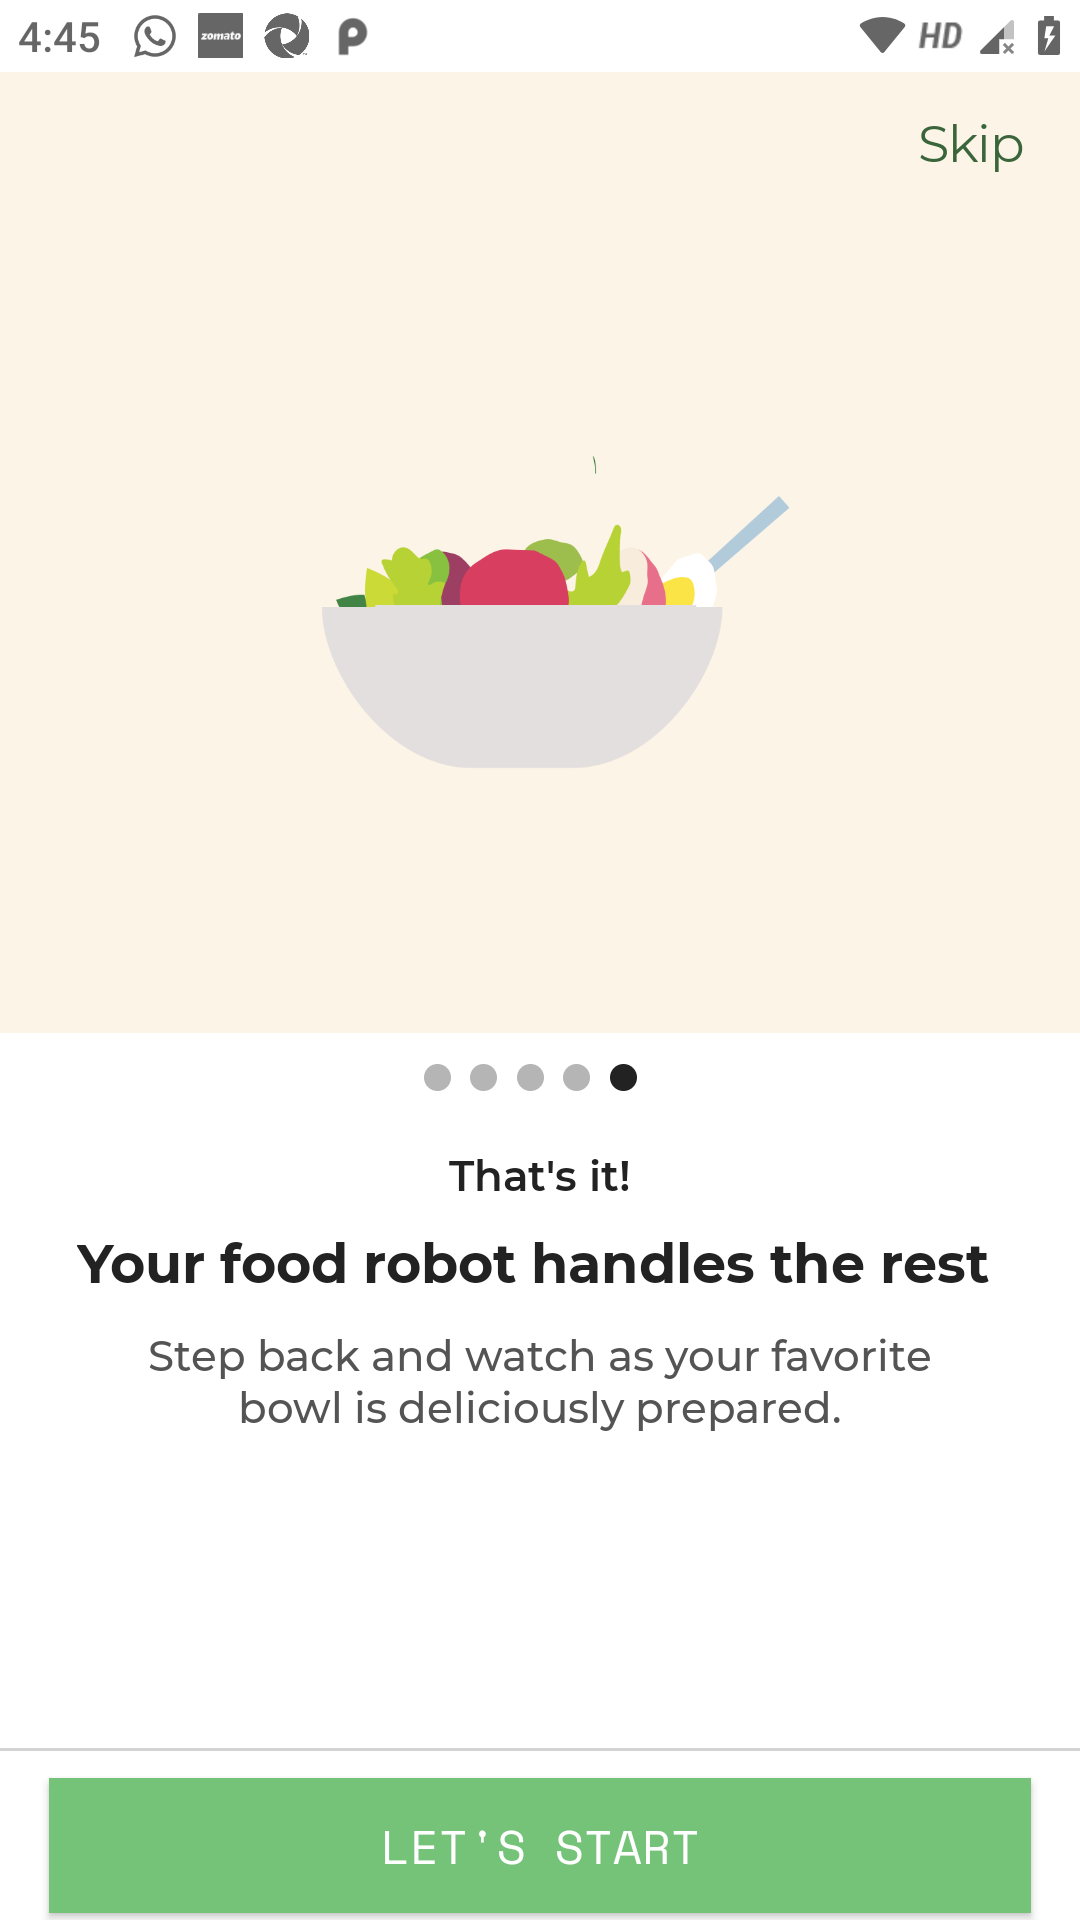 4:45 zomato HD
Skip
That's it!
Your food robot handles the rest
Step back and watch as your favorite
bowl is deliciously prepared.
LET'S START